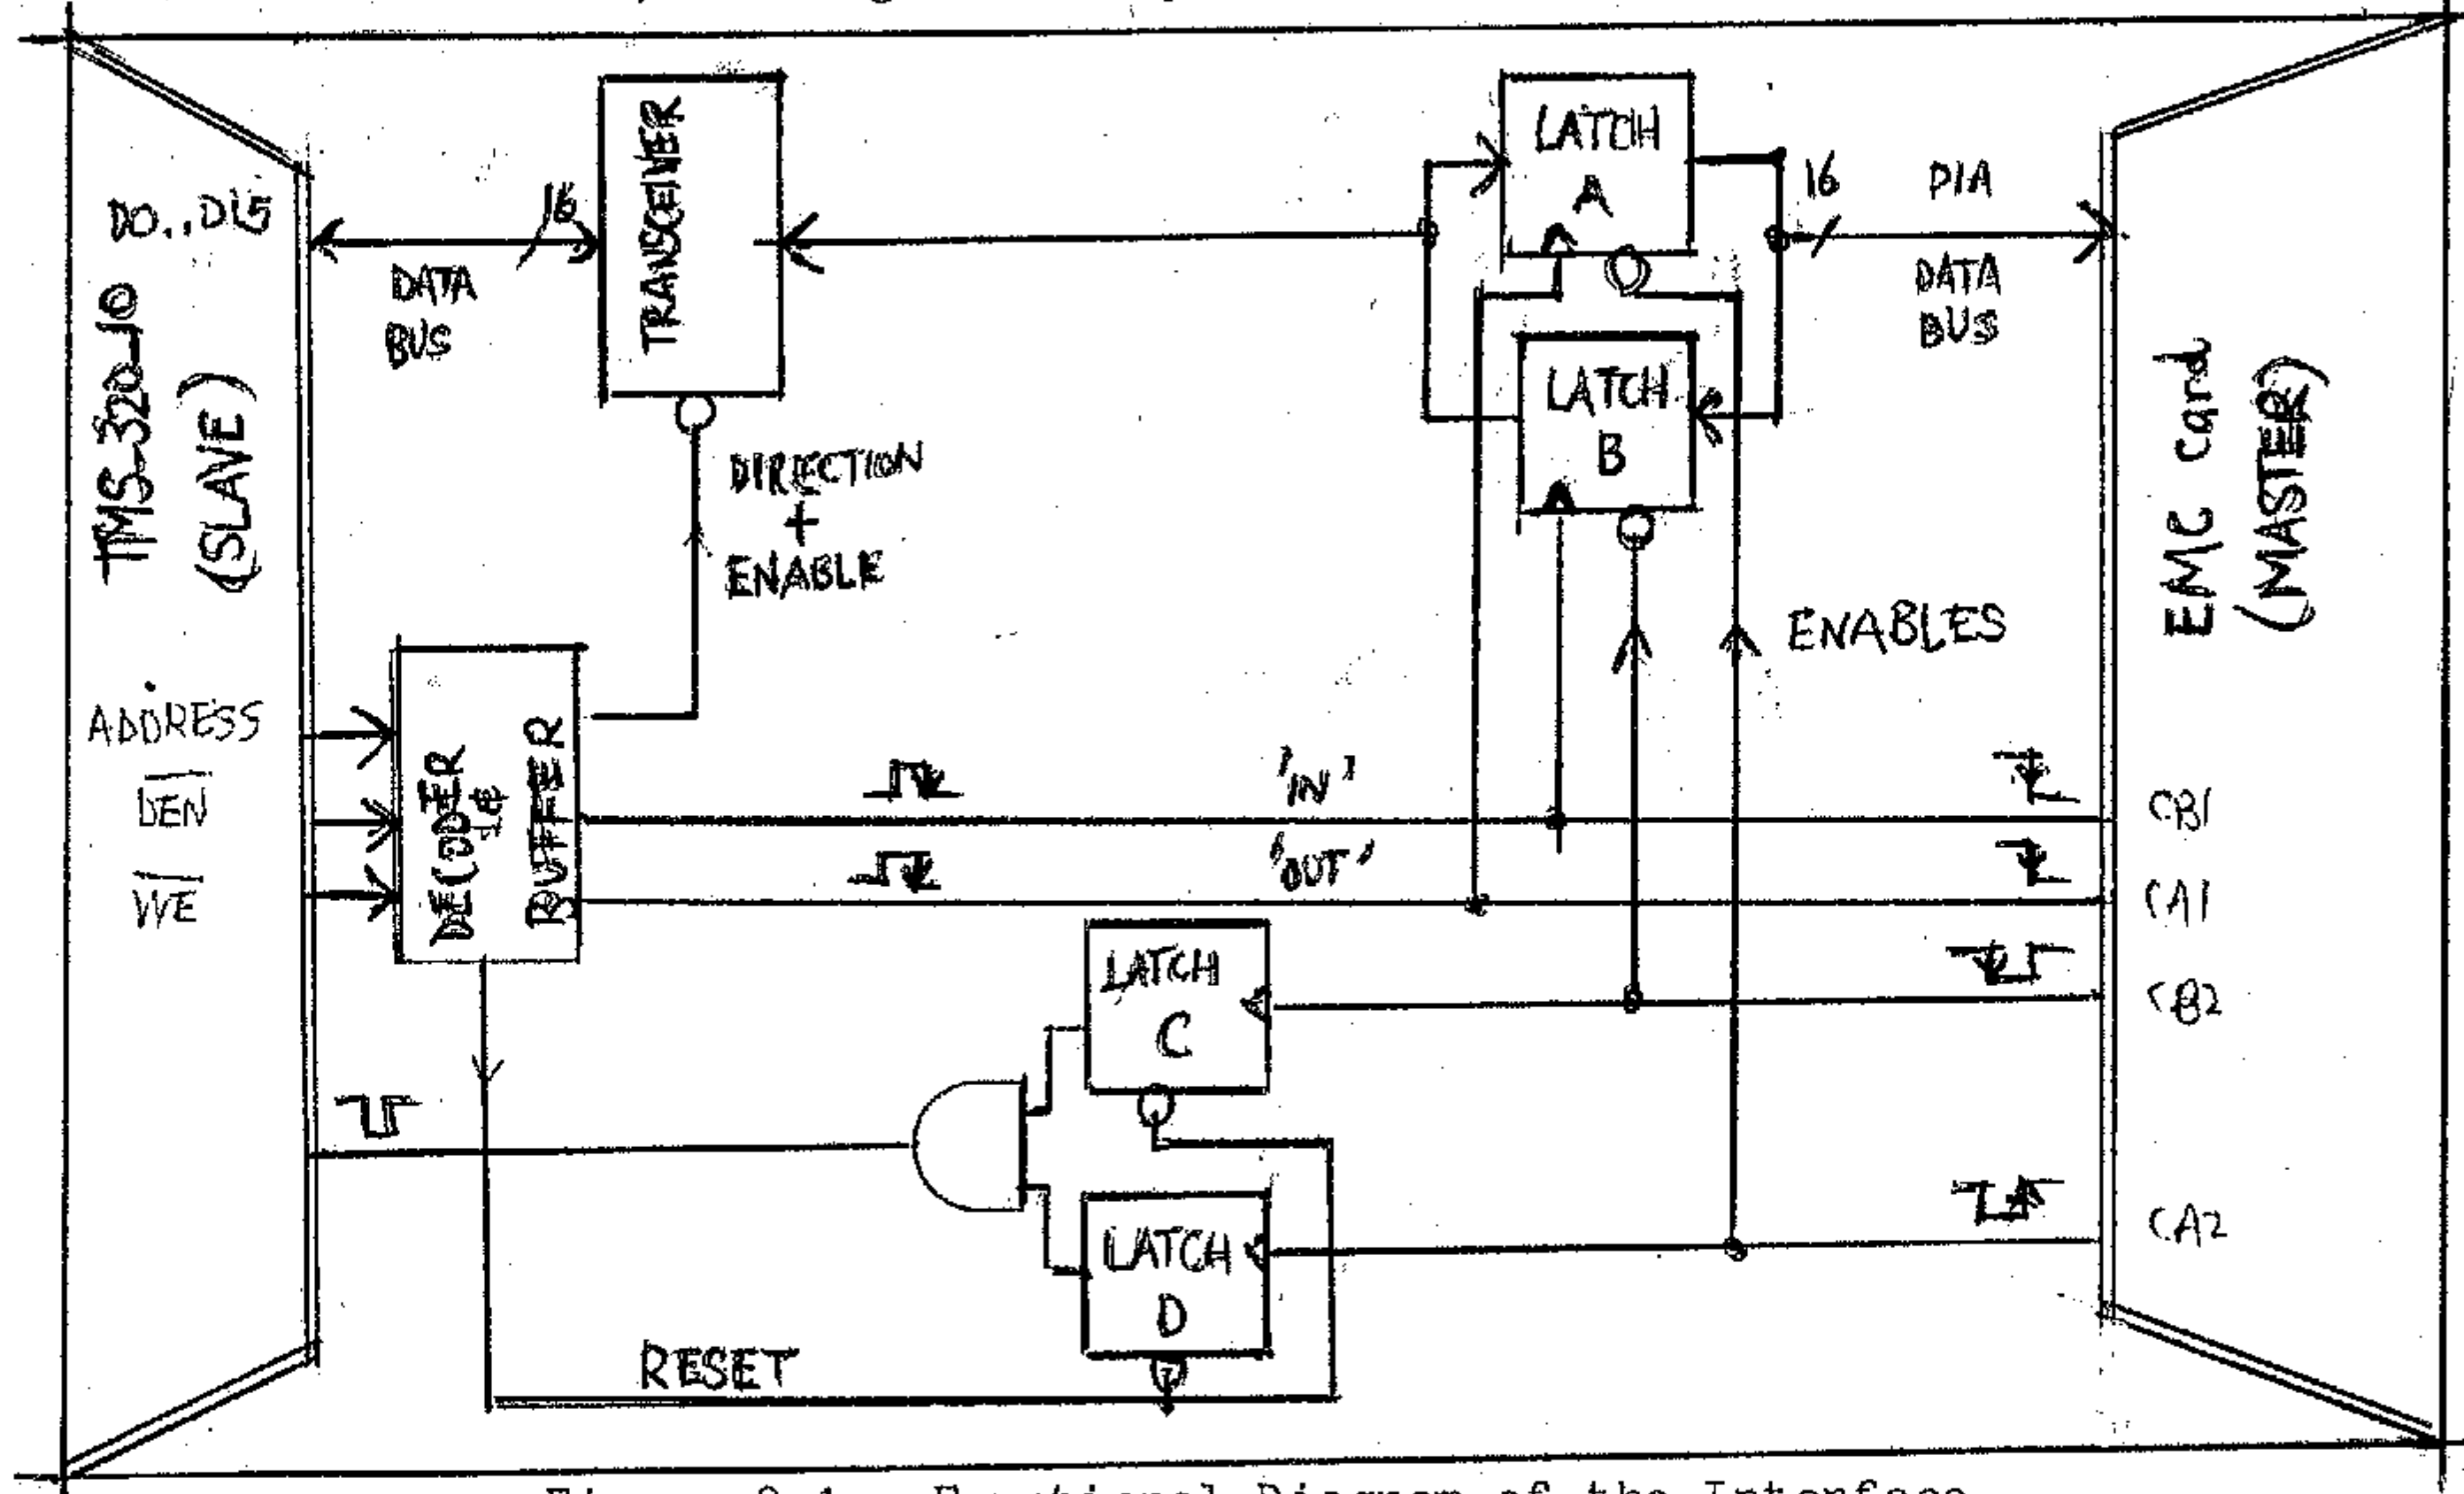 D0..D15
DATA
BUS
16
TMS-320-10
(SLAVE)
TRANSCEIVER
DIRECTION
+
ENABLE
LATCH
A
LATCH
B
16
PIA
DATA
BUS
EMC Card
(MASTER)
ENABLES
ADDRESS
DEN
WE
DECODER
&
BUFFER
'IN'
'OUT'
CB1
CA1
CB2
CA2
LATCH
C
LATCH
D
RESET
Functional Diagram of the Interface